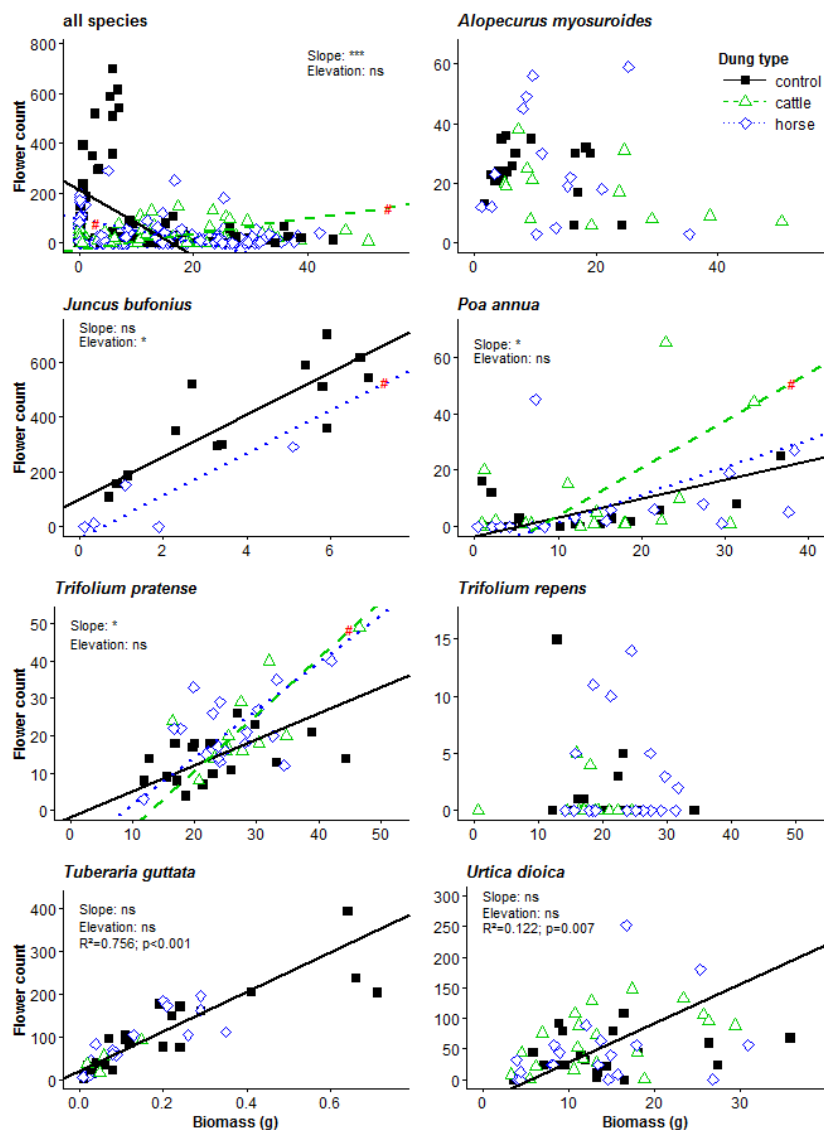 all species
Alopecurus myosuroides
800
600
400
200
0
Flower count
Slope: ***
Elevation: ns
#
#
0
20
40
60
40
20
0
Dung type
control
cattle
horse
0
20
40
Juncus bufonius
Poa annua
600
400
200
0
Flower count
Slope: ns
Elevation: *
#
0
2
4
6
80
60
40
20
0
Slope: *
Elevation: ns
#
0
10
20
30
40
Trifolium pratense
Trifolium repens
50
40
30
20
10
0
Flower count
Slope: *
Elevation: ns
#
0
10
20
30
40
50
15
10
5
0
0
10
20
30
40
50
Tuberaria guttata
Urtica dioica
400
300
200
100
0
Flower count
Slope: ns
Elevation: ns
R²=0.756; p<0.001
0.0
0.2
0.4
0.6
Biomass (g)
300
250
200
150
100
50
0
Slope: ns
Elevation: ns
R²=0.122; p=0.007
0
10
20
30
Biomass (g)